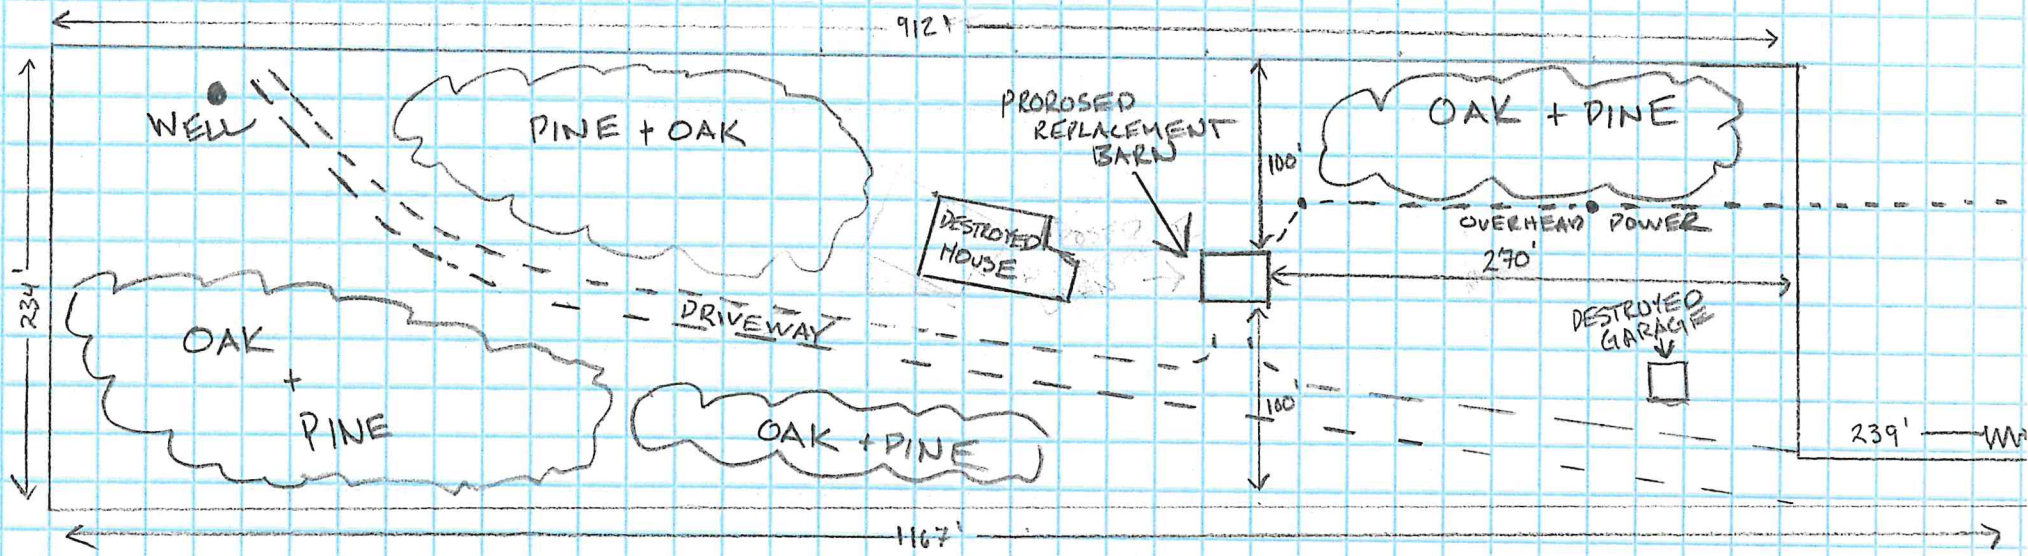 912'
WELL
PINE + OAK
PROPOSED
REPLACEMENT
BARN
100'
OAK + PINE
OVERHEAD POWER
270'
DESTROYED
HOUSE
234'
DRIVEWAY
DESTROYED
GARAGE
OAK
+
PINE
OAK + PINE
100'
239'
1167'